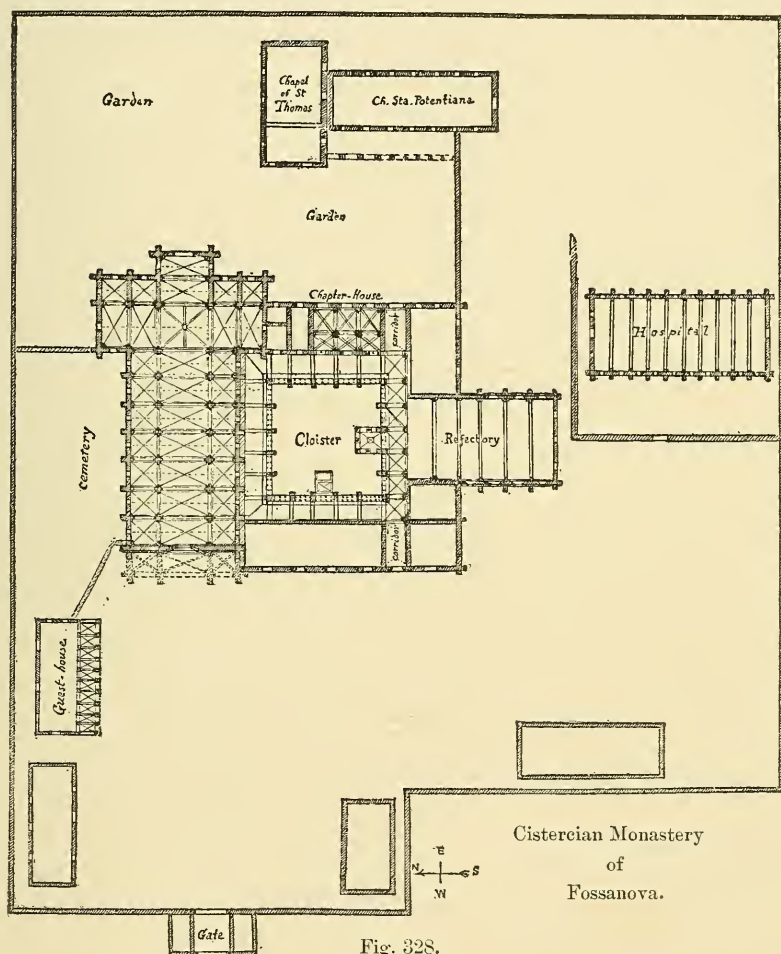 Garden
Chapel
of St
Thomas
Ch. Sta. Potentiana
Garden
Chapter-House
corridor
Hospital
cemetery
Cloister
Refectory
corridor
Guest-house
E
N S
W
Cistercian Monastery
of
Fossanova.
Gate
Fig. 328.